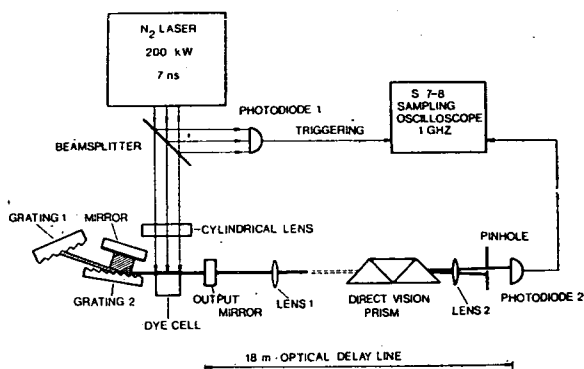 N₂ LASER
200 kW
7 ns
PHOTODIODE 1
TRIGGERING
S 7-8
SAMPLING
OSCILLOSCOPE
1 GHZ
BEAMSPLITTER
GRATING 1
MIRROR
CYLINDRICAL LENS
PINHOLE
GRATING 2
OUTPUT
MIRROR
LENS 1
DIRECT VISION
PRISM
LENS 2
PHOTODIODE 2
DYE CELL
18 m · OPTICAL DELAY LINE